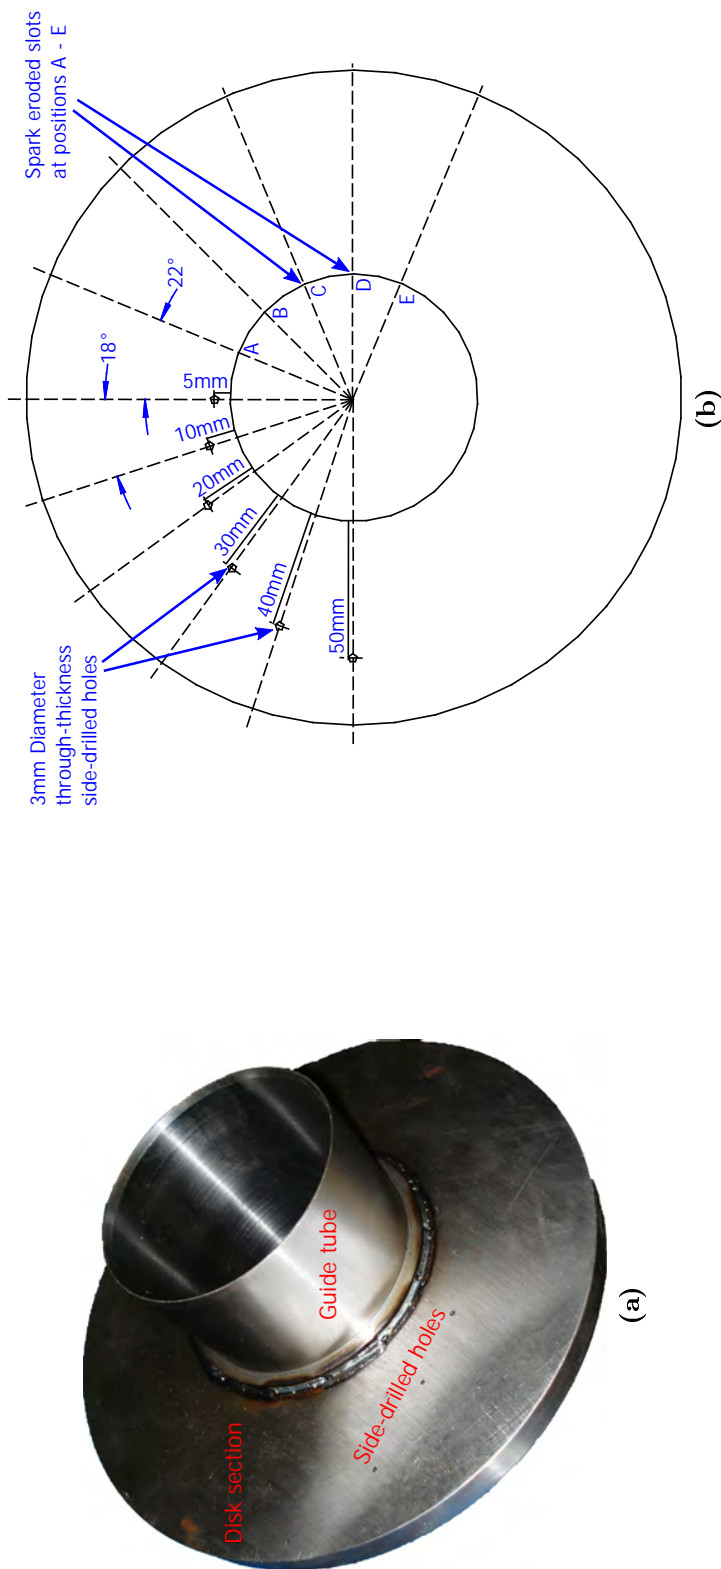 Disk section
Guide tube
Side-drilled holes
(a)
3mm Diameter
through-thickness
side-drilled holes
Spark eroded slots
at positions A - E
18°
22°
5mm
10mm
20mm
30mm
40mm
50mm
A
B
C
D
E
(b)